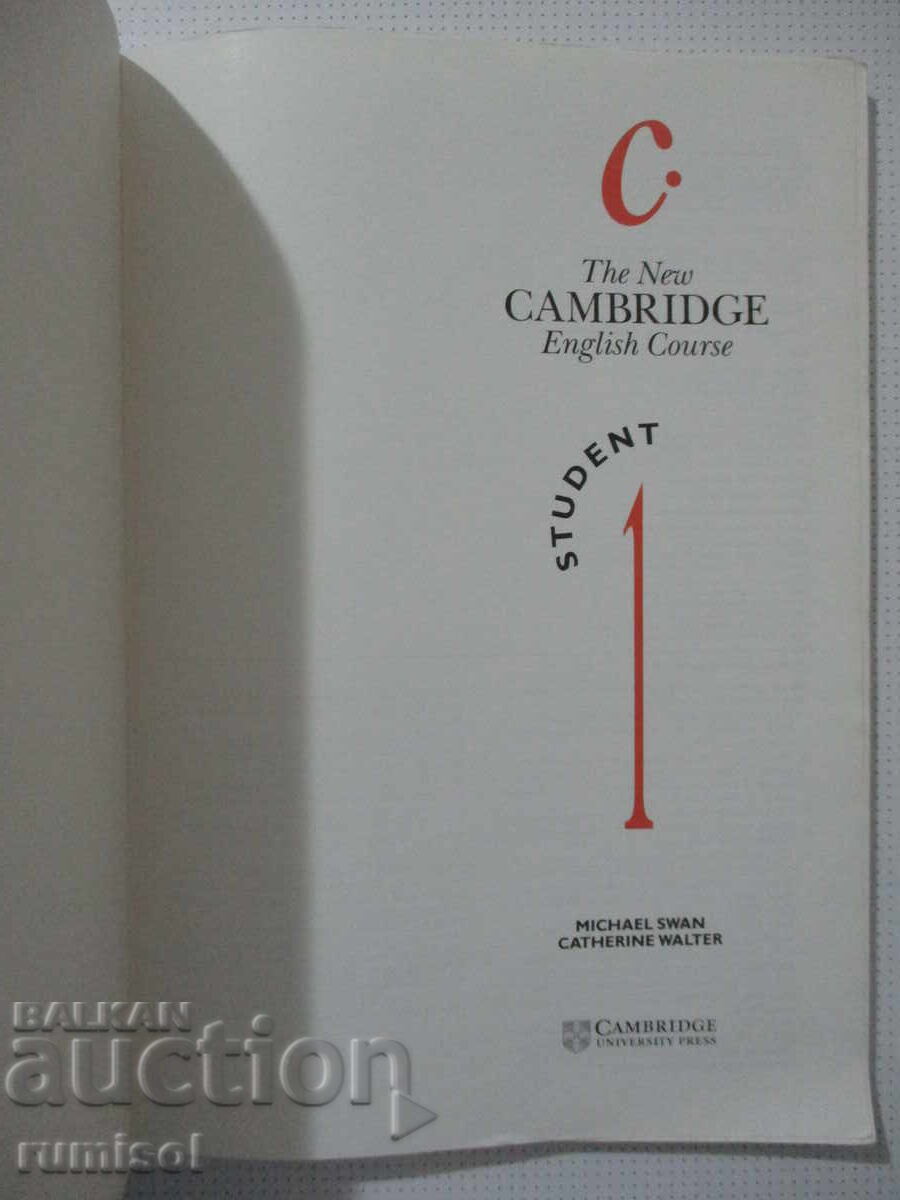 c
The New
CAMBRIDGE
English Course
STUDENT
1
MICHAEL SWAN
CATHERINE WALTER
CAMBRIDGE
UNIVERSITY PRESS
BALKAN
auction
rumisol